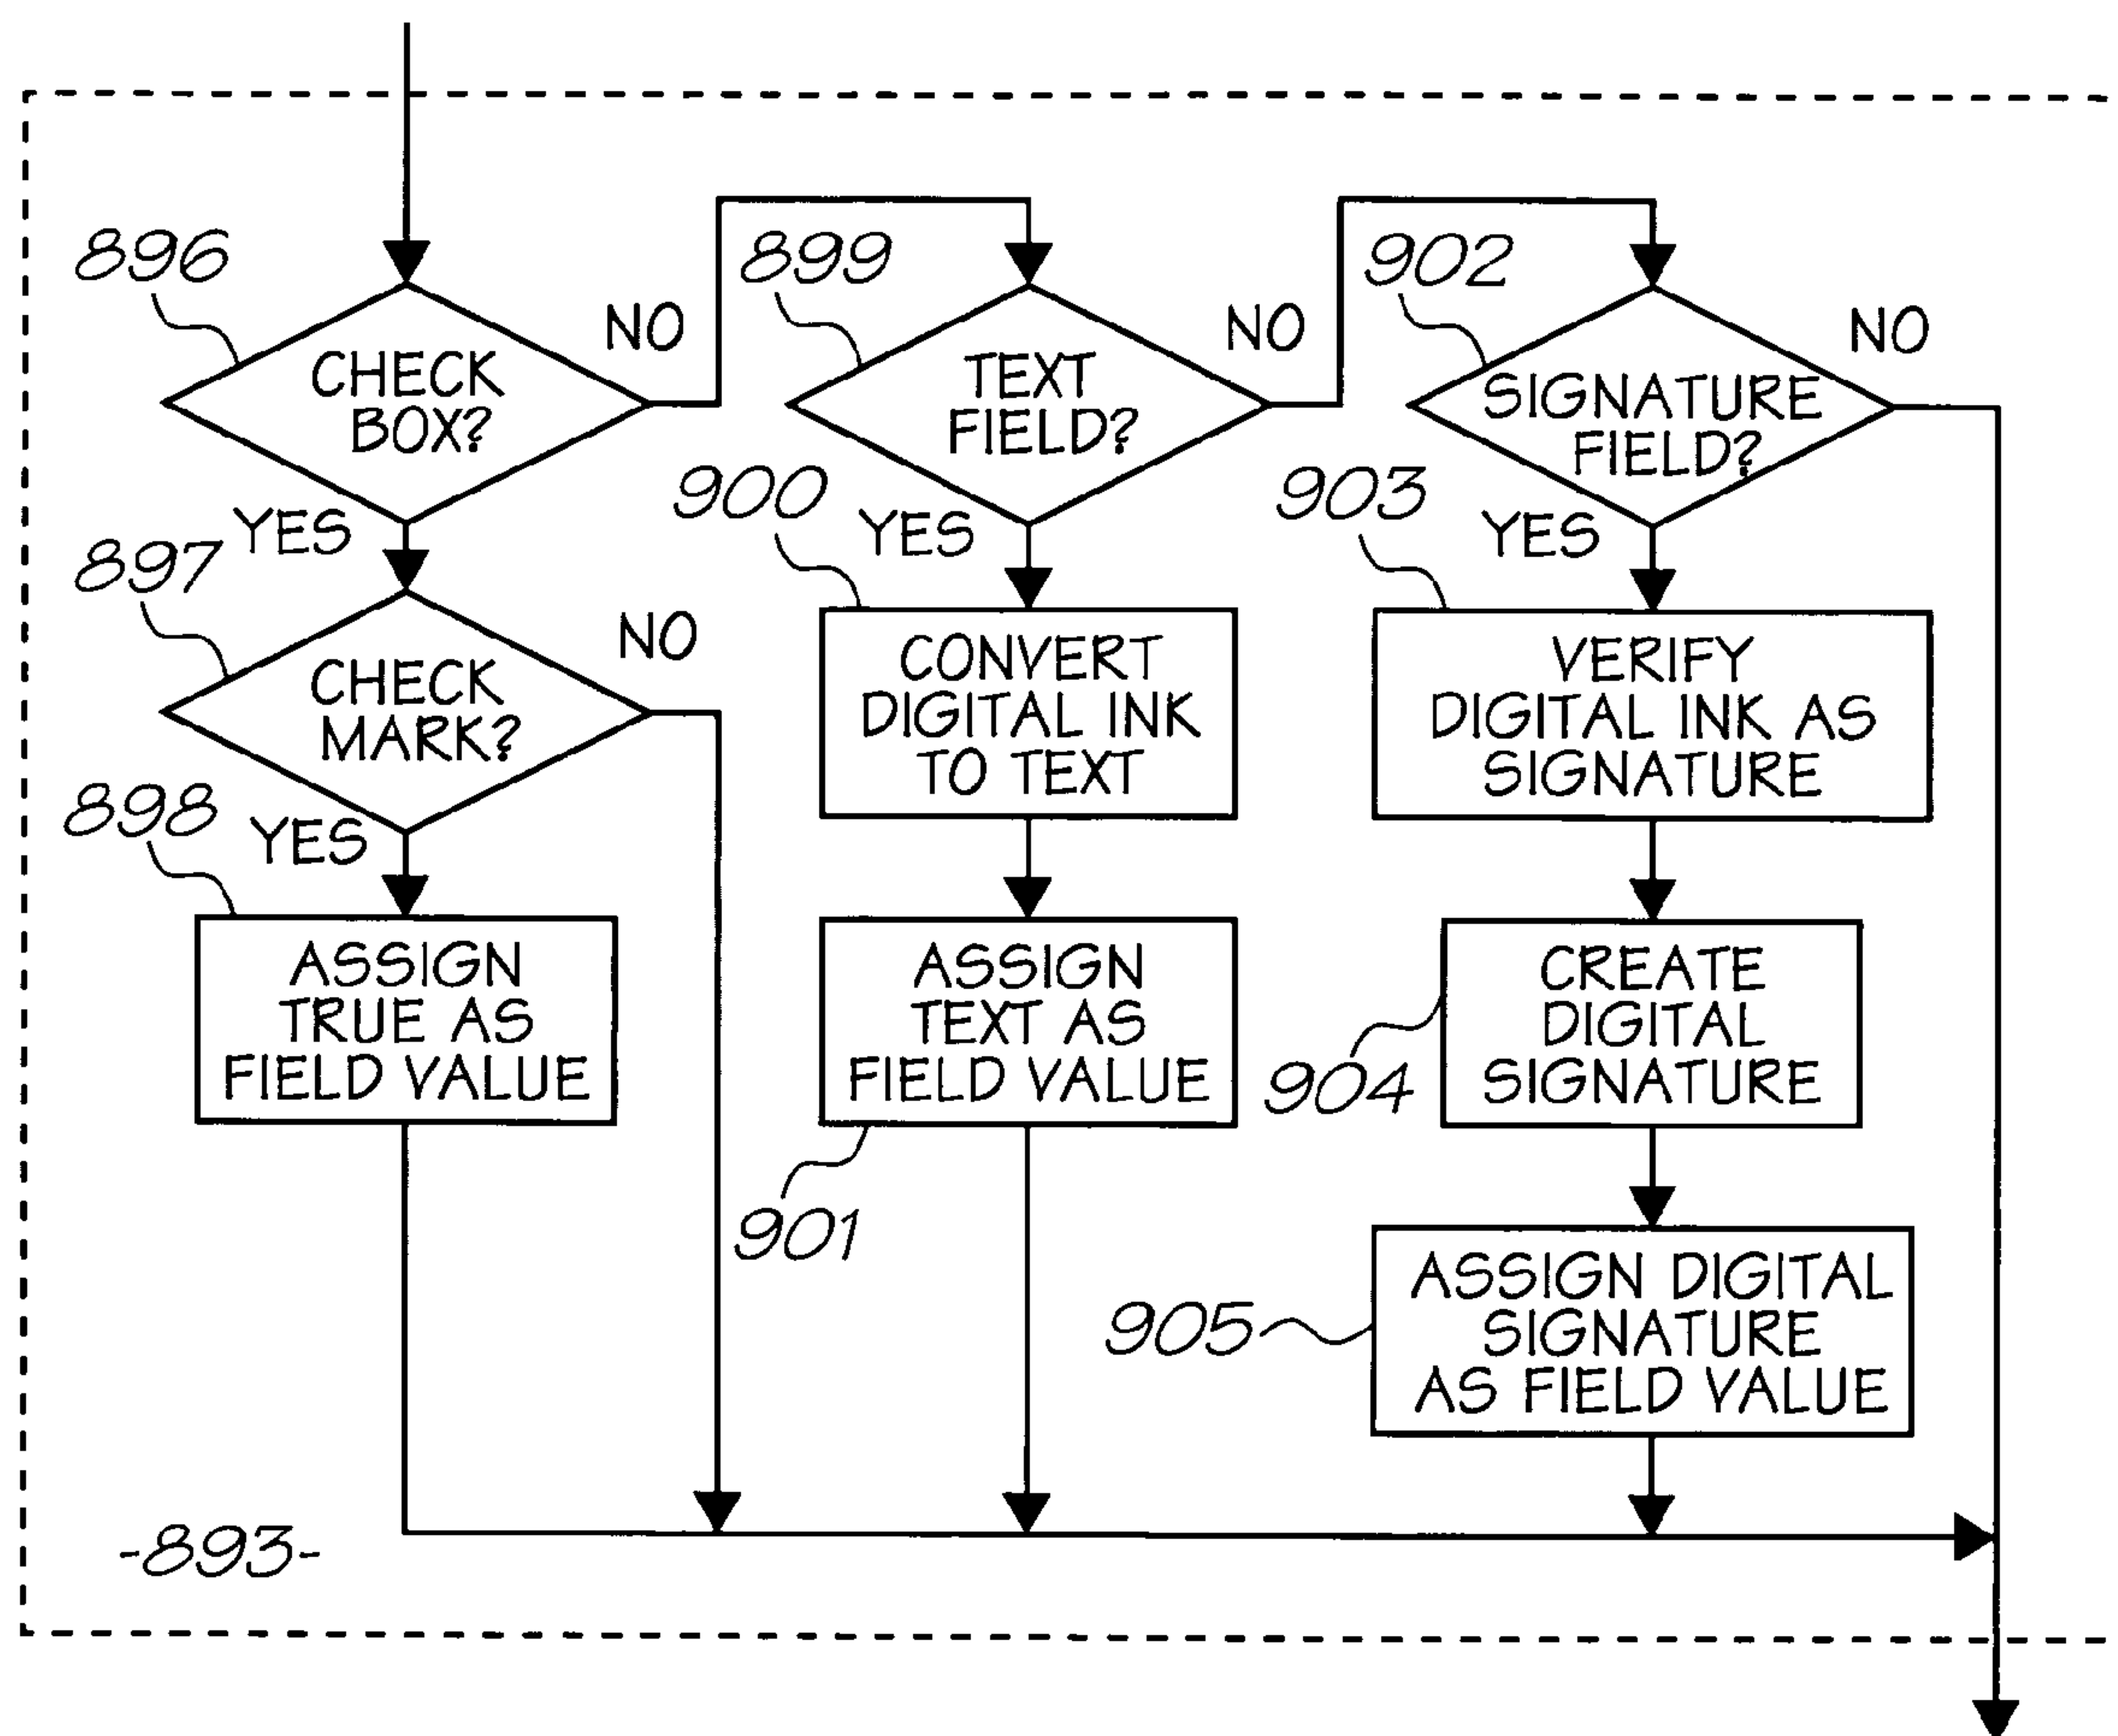 896
CHECK
BOX?
NO
YES
897
CHECK
MARK?
NO
YES
898
ASSIGN
TRUE AS
FIELD VALUE
899
TEXT
FIELD?
NO
YES
900
CONVERT
DIGITAL INK
TO TEXT
ASSIGN
TEXT AS
FIELD VALUE
901
902
SIGNATURE
FIELD?
NO
YES
903
VERIFY
DIGITAL INK AS
SIGNATURE
CREATE
DIGITAL
SIGNATURE
904
ASSIGN DIGITAL
SIGNATURE
AS FIELD VALUE
905
-893-